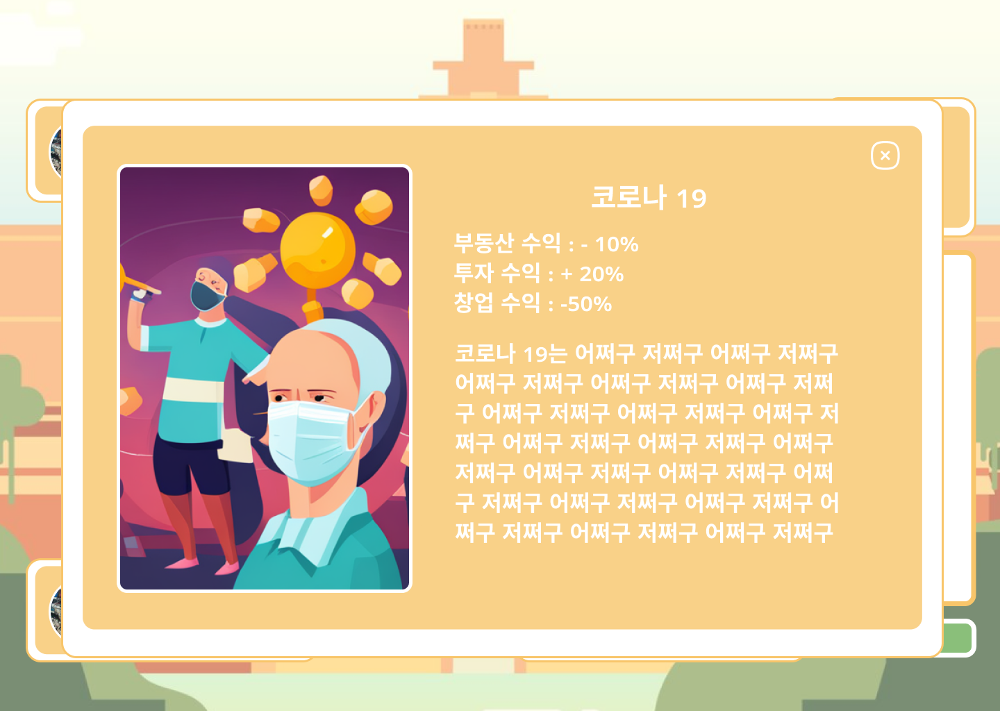 코로나 19
부동산 수익 : - 10%
투자 수익 : + 20%
창업 수익 : -50%
코로나 19는 어쩌구 저쩌구 어쩌구 저쩌구
어쩌구 저쩌구 어쩌구 저쩌구 어쩌구 저쩌
구 어쩌구 저쩌구 어쩌구 저쩌구 어쩌구 저
쩌구 어쩌구 저쩌구 어쩌구 저쩌구 어쩌구
저쩌구 어쩌구 저쩌구 어쩌구 저쩌구 어쩌
구 저쩌구 어쩌구 저쩌구 어쩌구 저쩌구 어
쩌구 저쩌구 어쩌구 저쩌구 어쩌구 저쩌구